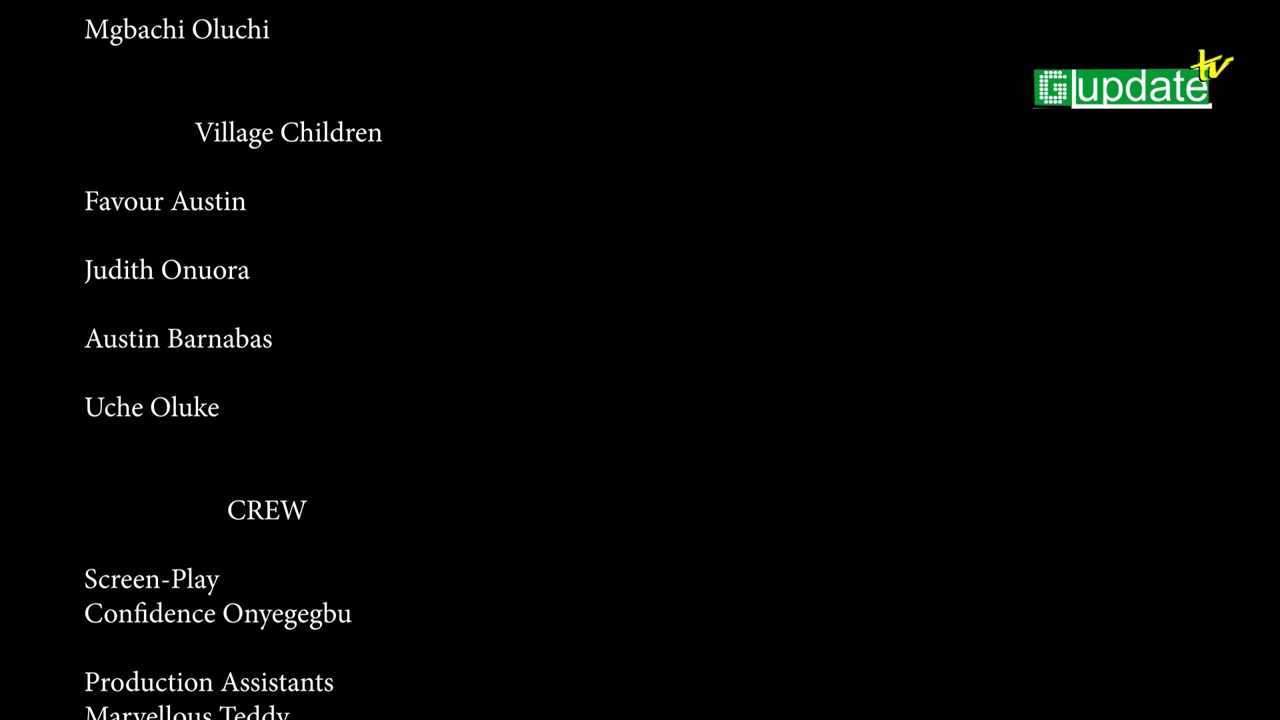 Mgbachi Oluchi
Gupdate tv
Village Children
Favour Austin
Judith Onuora
Austin Barnabas
Uche Oluke
CREW
Screen-Play
Confidence Onyegegbu
Production Assistants
Marvellous Teddy